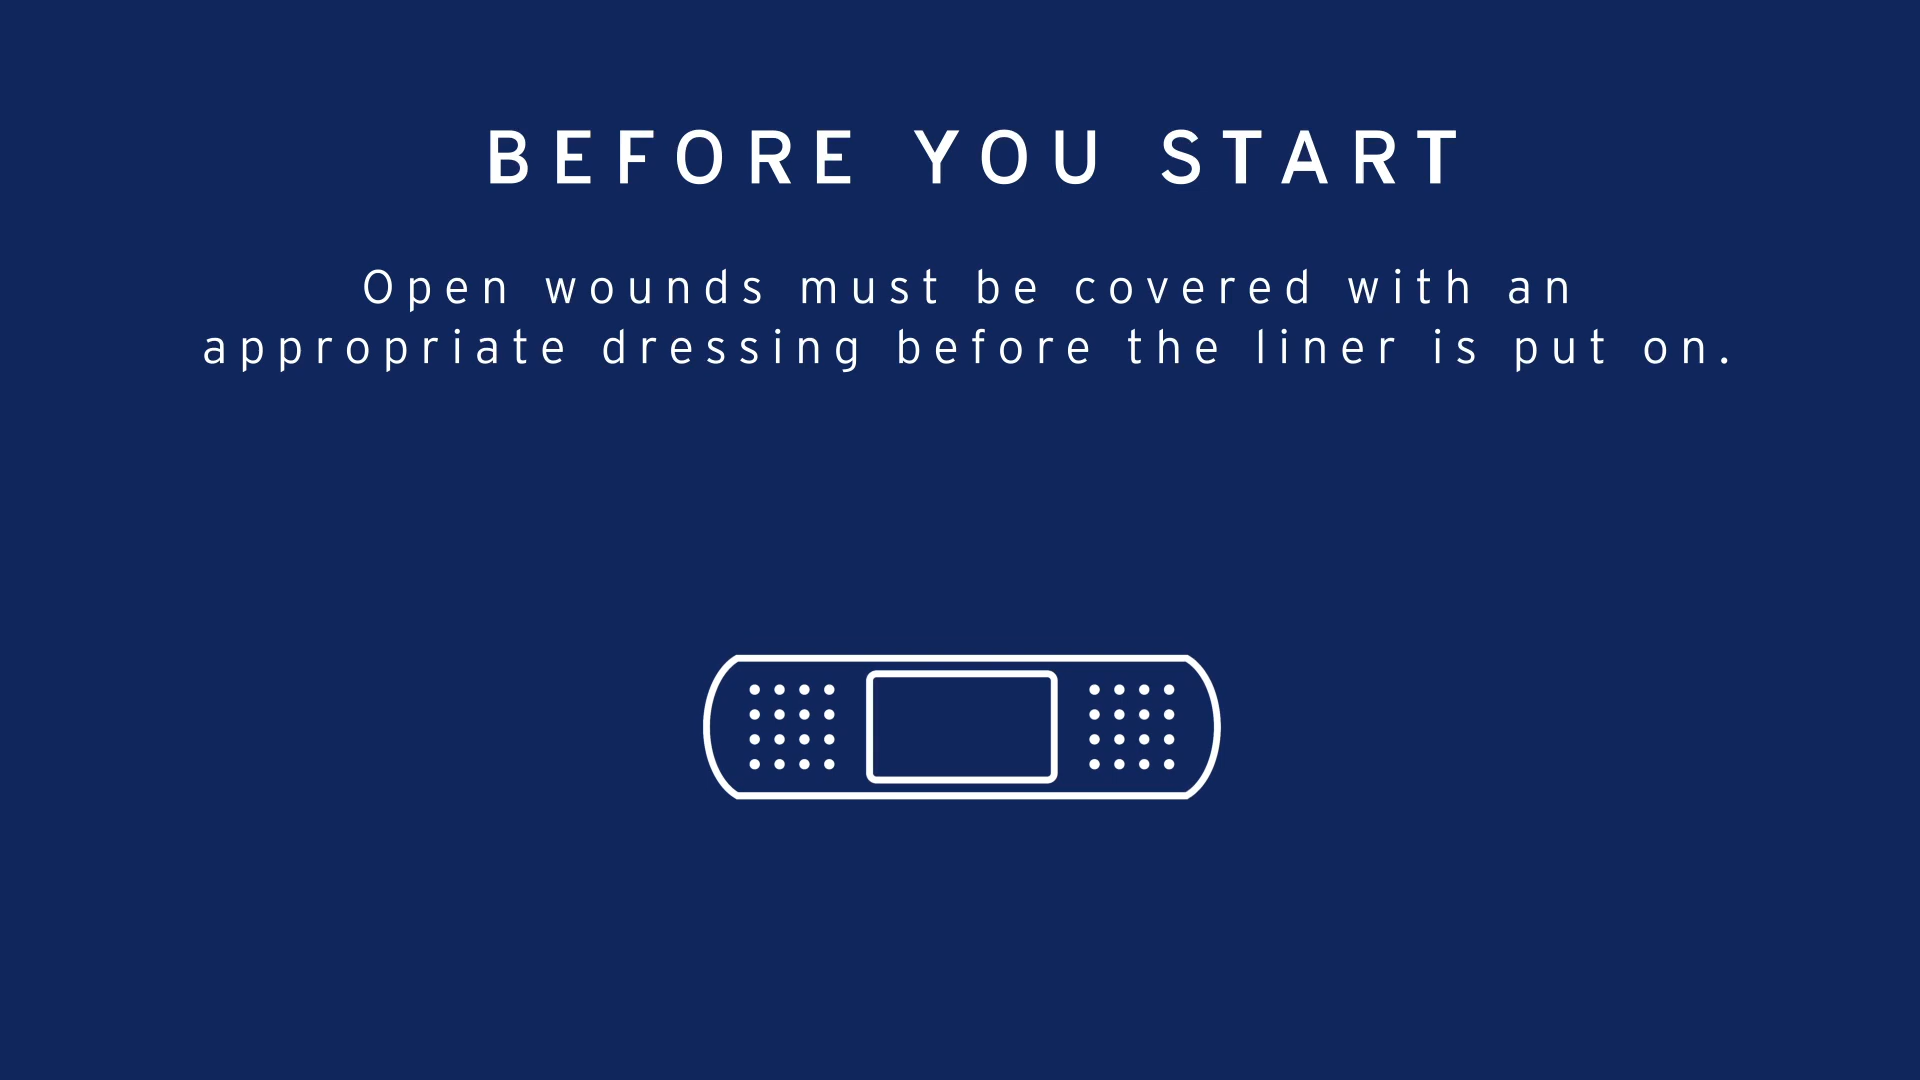 BEFORE YOU START
Open wounds must be covered with an
appropriate dressing before the liner is put on.